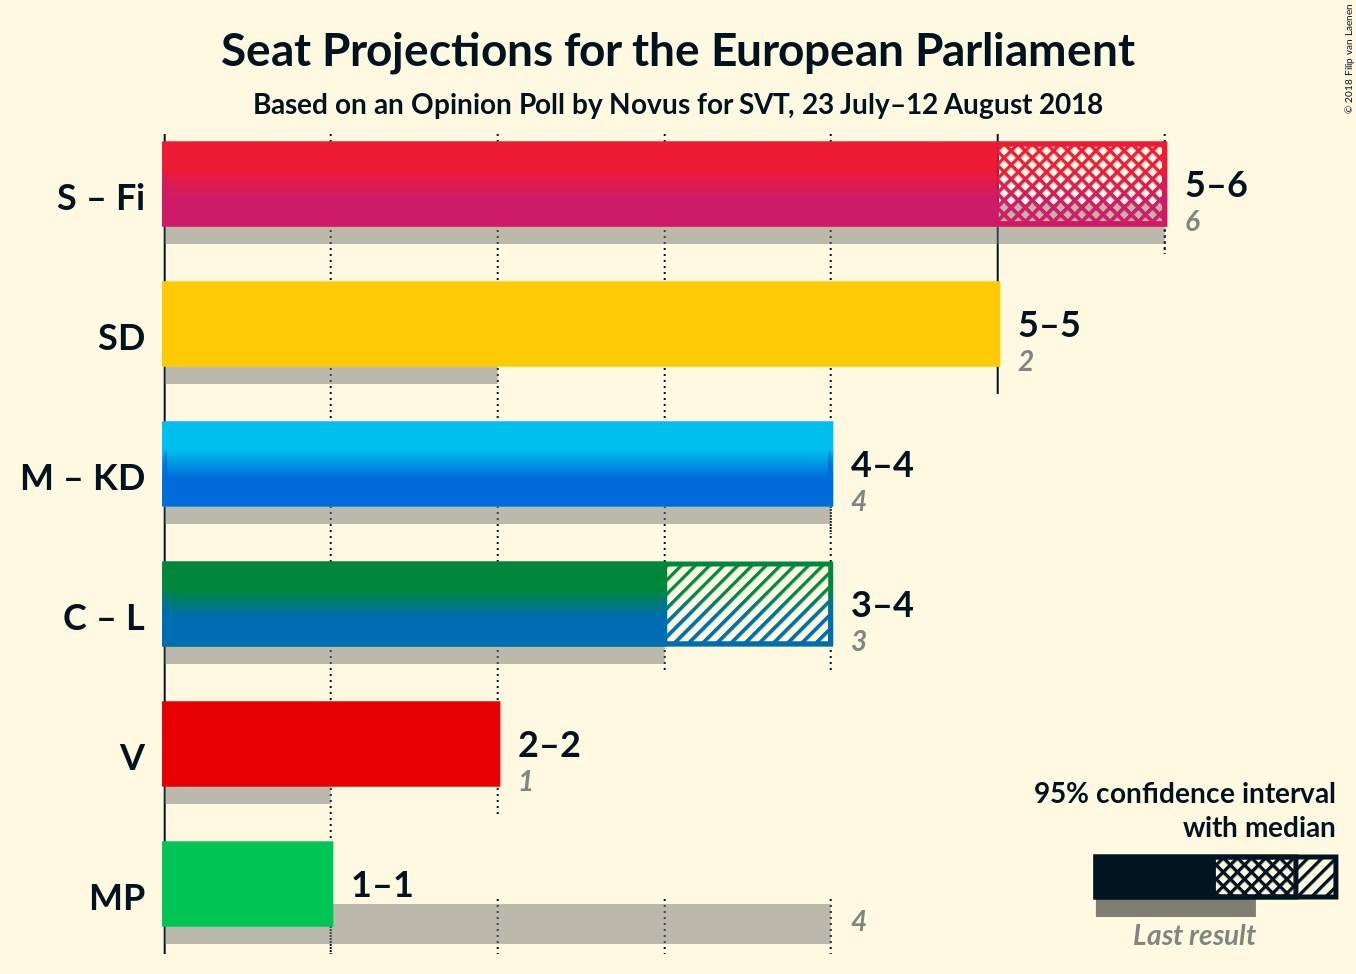 Seat Projections for the European Parliament
Based on an Opinion Poll by Novus for SVT, 23 July–12 August 2018
© 2018 Filip van Laenen
S – Fi
5–6
6
SD
5–5
2
M – KD
4–4
4
C – L
3–4
3
V
2–2
1
MP
1–1
4
95% confidence interval
with median
Last result